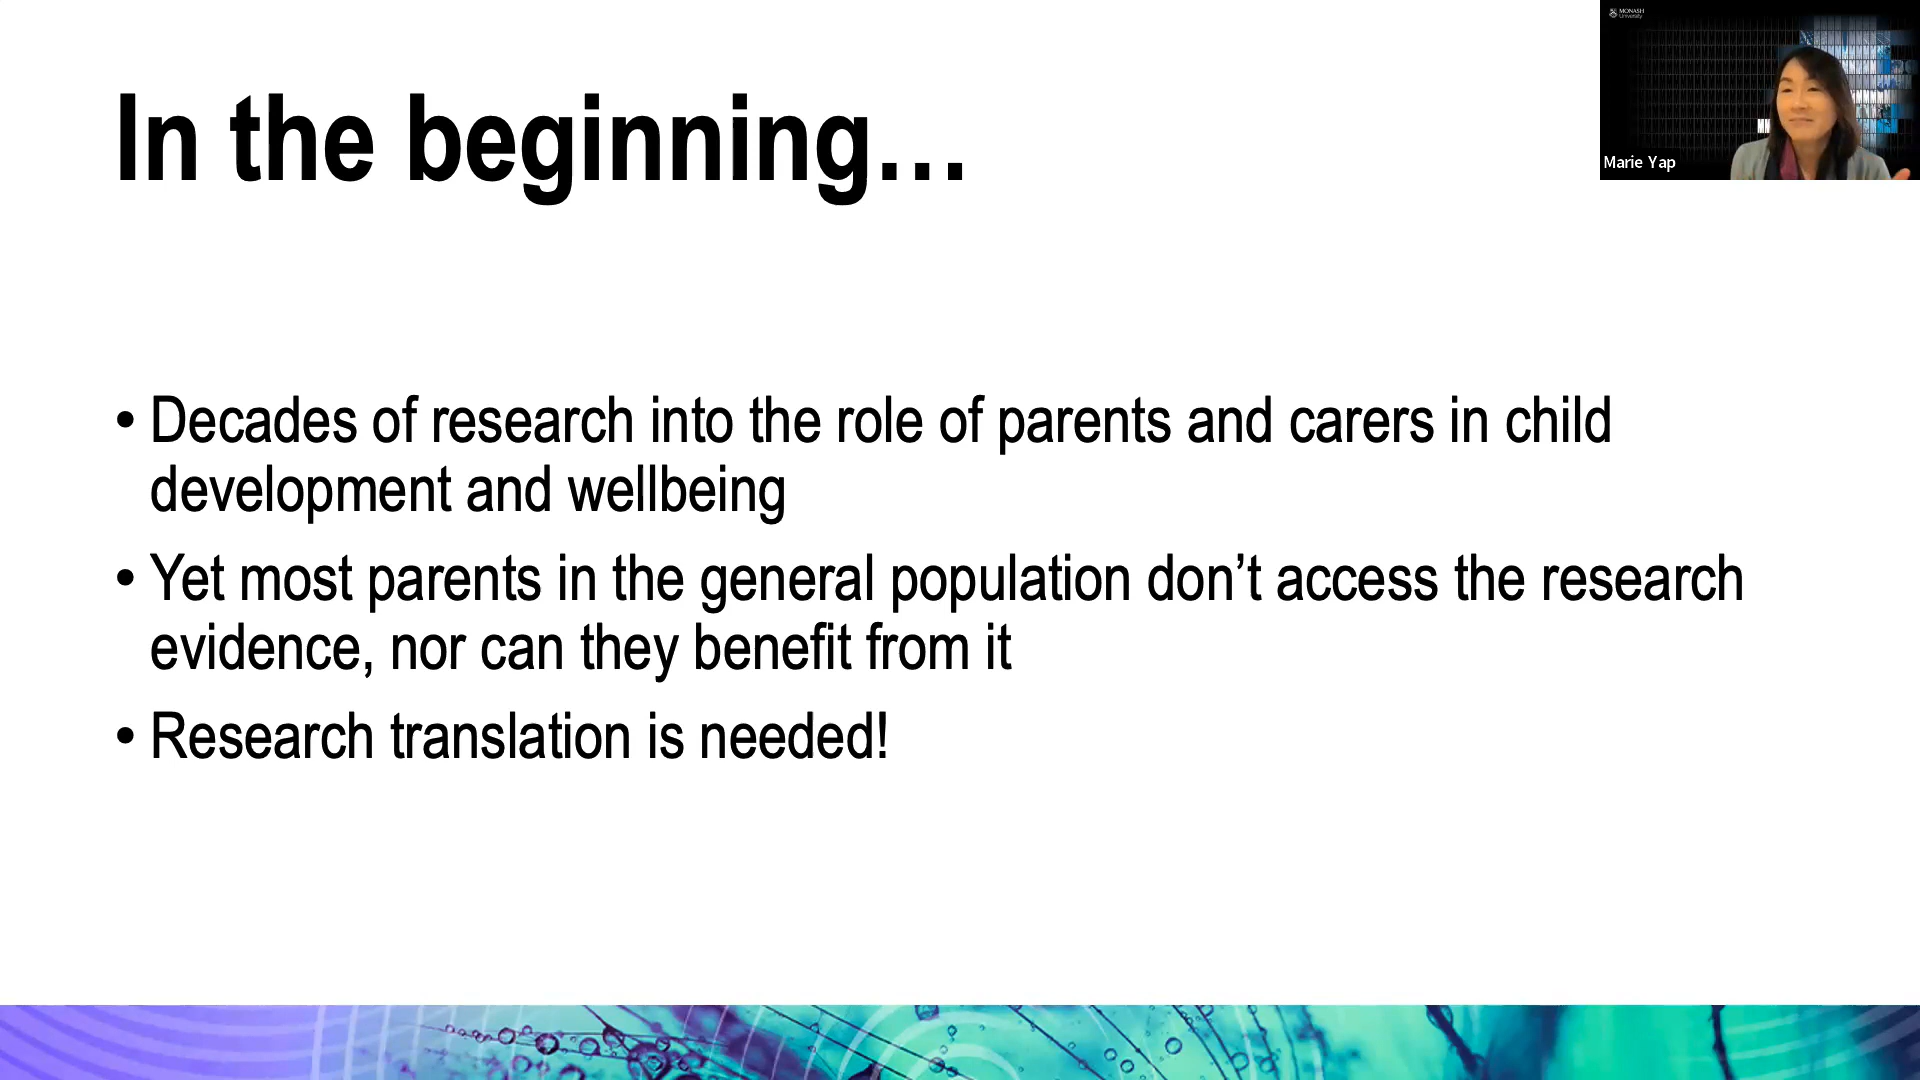 MONASH
University
In the beginning…
Marie Yap
• Decades of research into the role of parents and carers in child
development and wellbeing
• Yet most parents in the general population don’t access the research
evidence, nor can they benefit from it
• Research translation is needed!